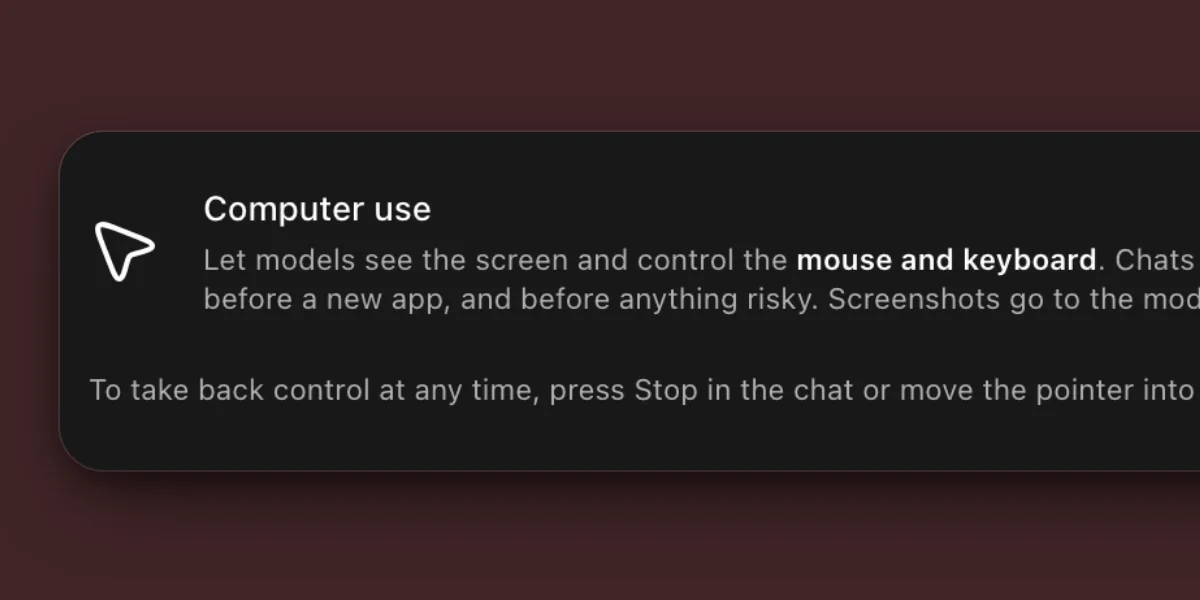 Computer use
Let models see the screen and control the mouse and keyboard. Chats
before a new app, and before anything risky. Screenshots go to the
To take back control at any time, press Stop in the chat or move the pointer into